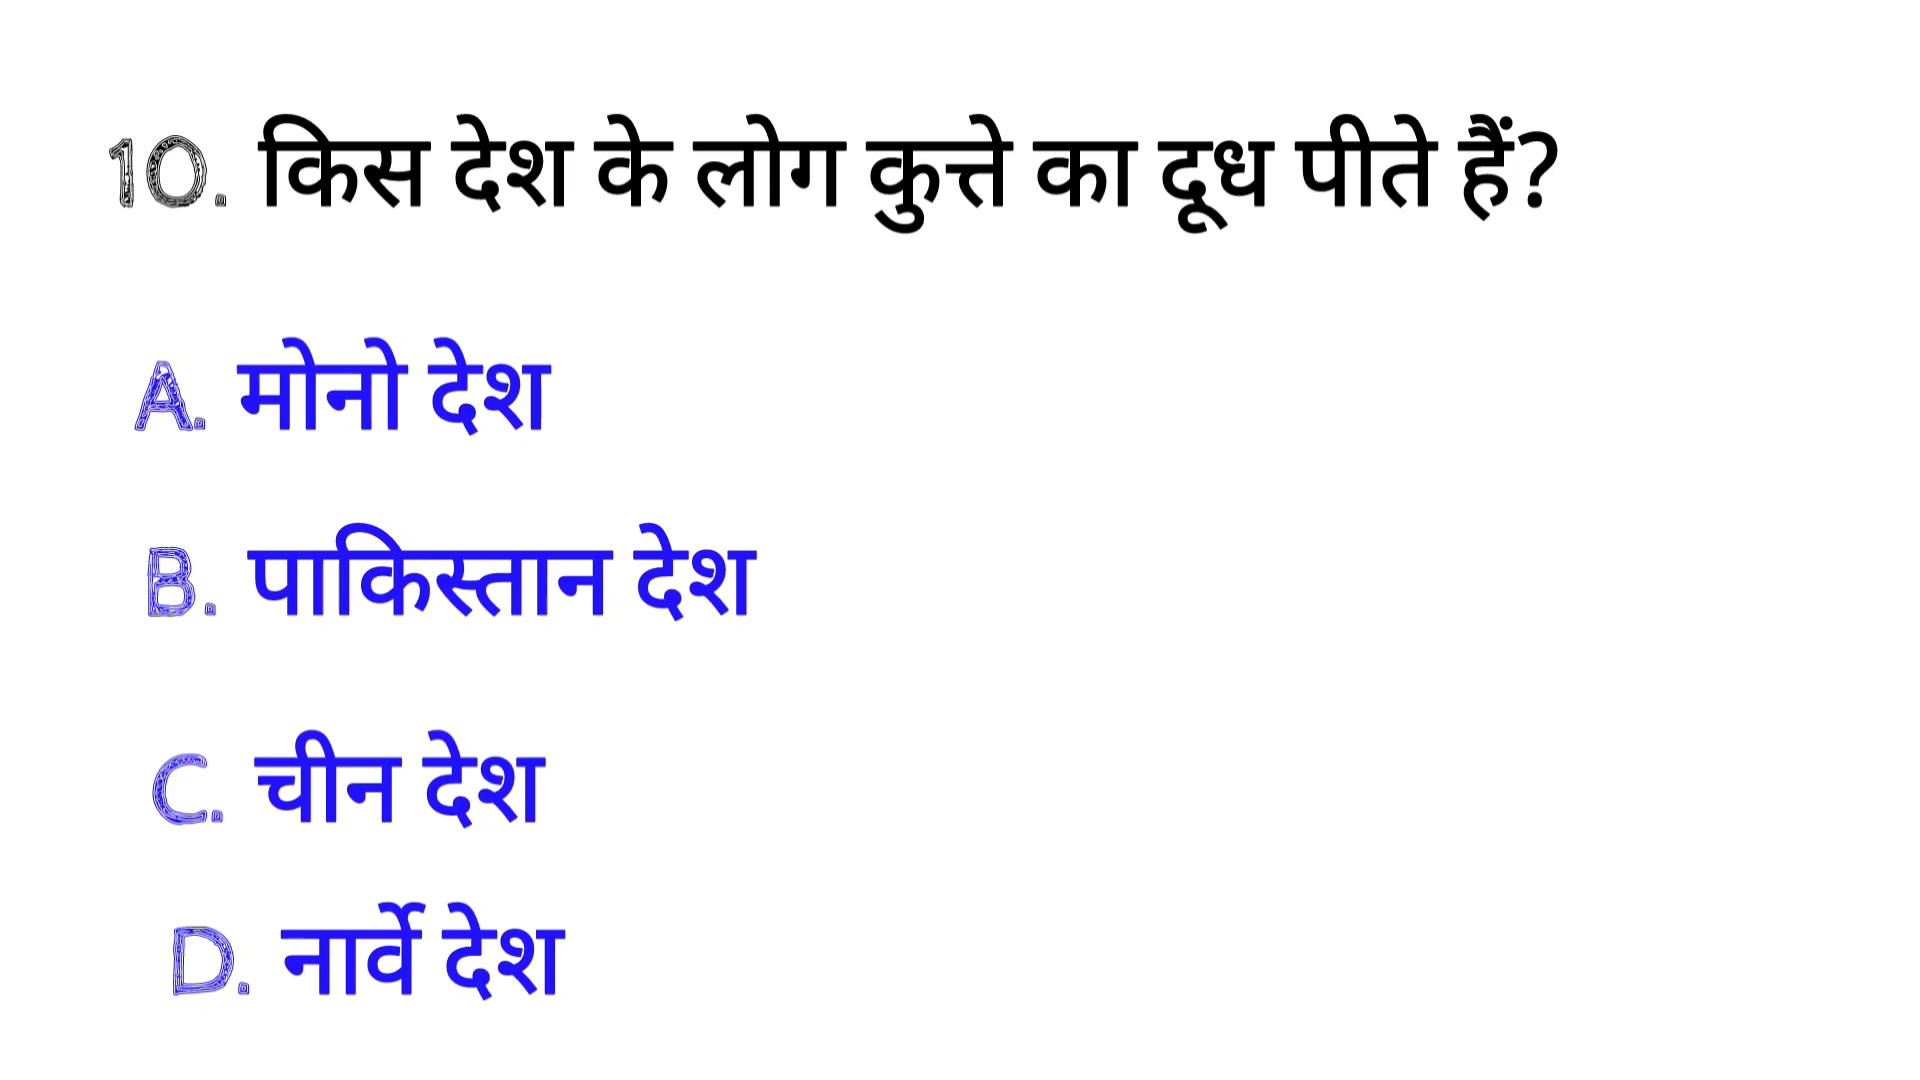 10. किस देश के लोग कुत्ते का दूध पीते हैं?
A. मोनो देश
B. पाकिस्तान देश
C. चीन देश
D. नार्वे देश